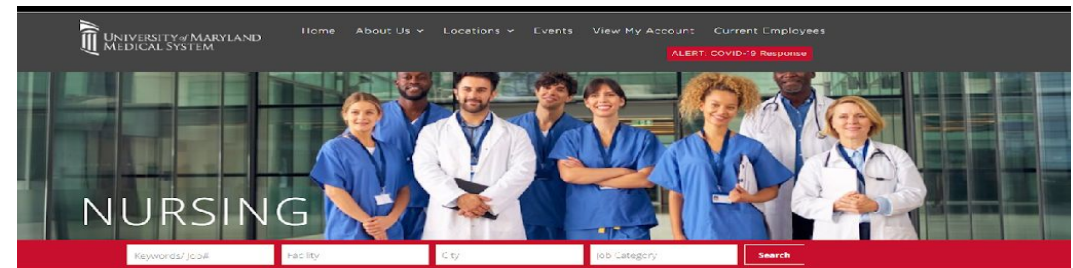 UNIVERSITY of MARYLAND
MEDICAL SYSTEM
Home About Us Locations Events View My Account Current Employees
ALERT: COVID-19 Response
NURSING
Keywords/ Job# Facility City Job Category Search